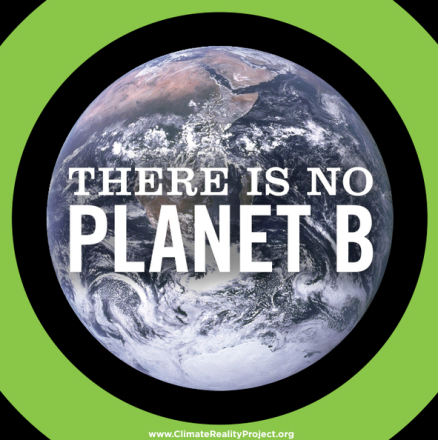 THERE IS NO
PLANET B
www.ClimateRealityProject.org